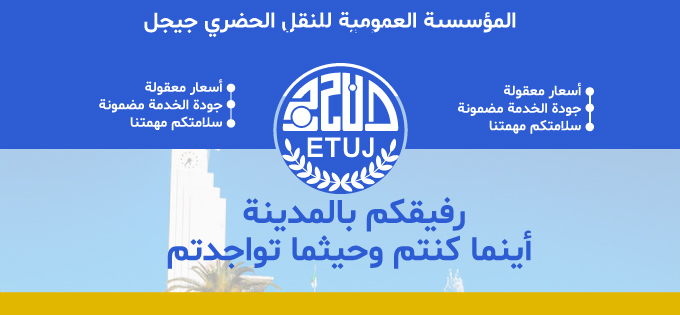 المؤسسة العمومية للنقل الحضري جيجل
أسعار معقولة
جودة الخدمة مضمونة
سلامتكم مهمتنا
ETUJ
أسعار معقولة
جودة الخدمة مضمونة
سلامتكم مهمتنا
رفيقكم بالمدينة
أينما كنتم وحيثما تواجدتم